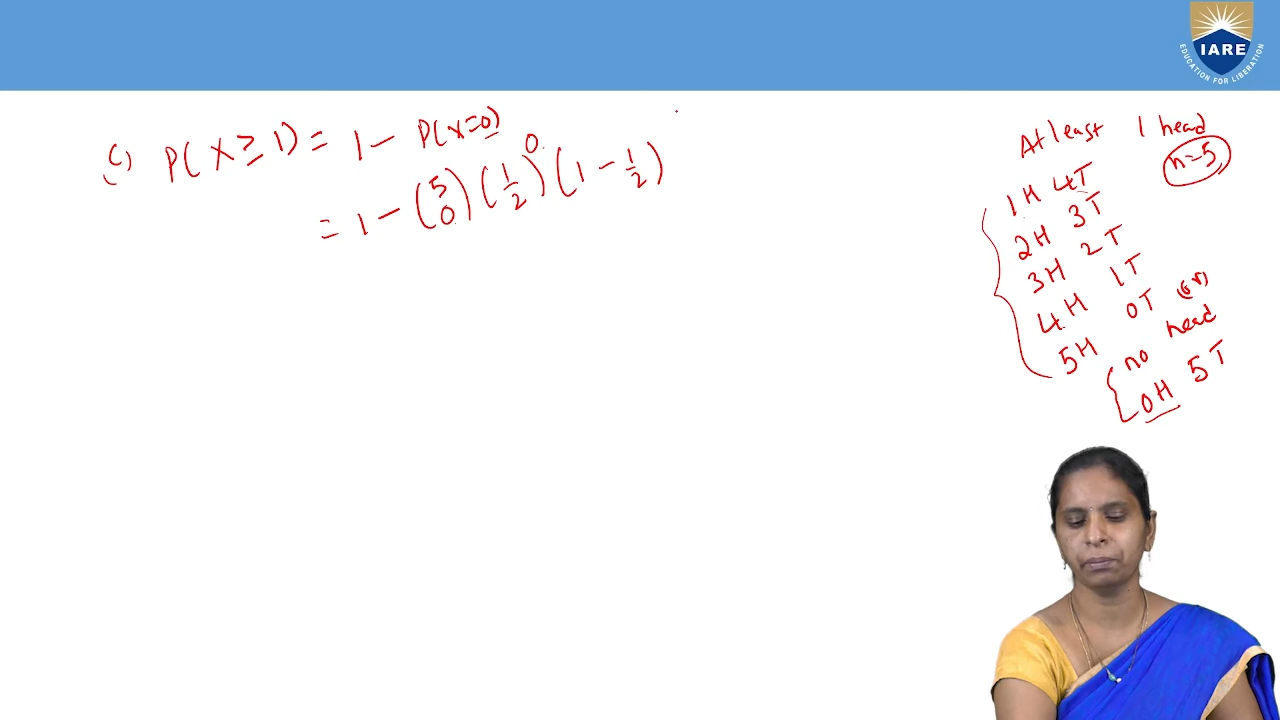 IARE
EDUCATION FOR LIBERATION
c) P(X ≥ 1) = 1 - P(X=0)
= 1 - (5 0) (1/2)^0 (1 - 1/2)
At least 1 head
n=5
1H 4T
2H 3T
3H 2T
4H 1T
5H 0T (or)
no head
0H 5T